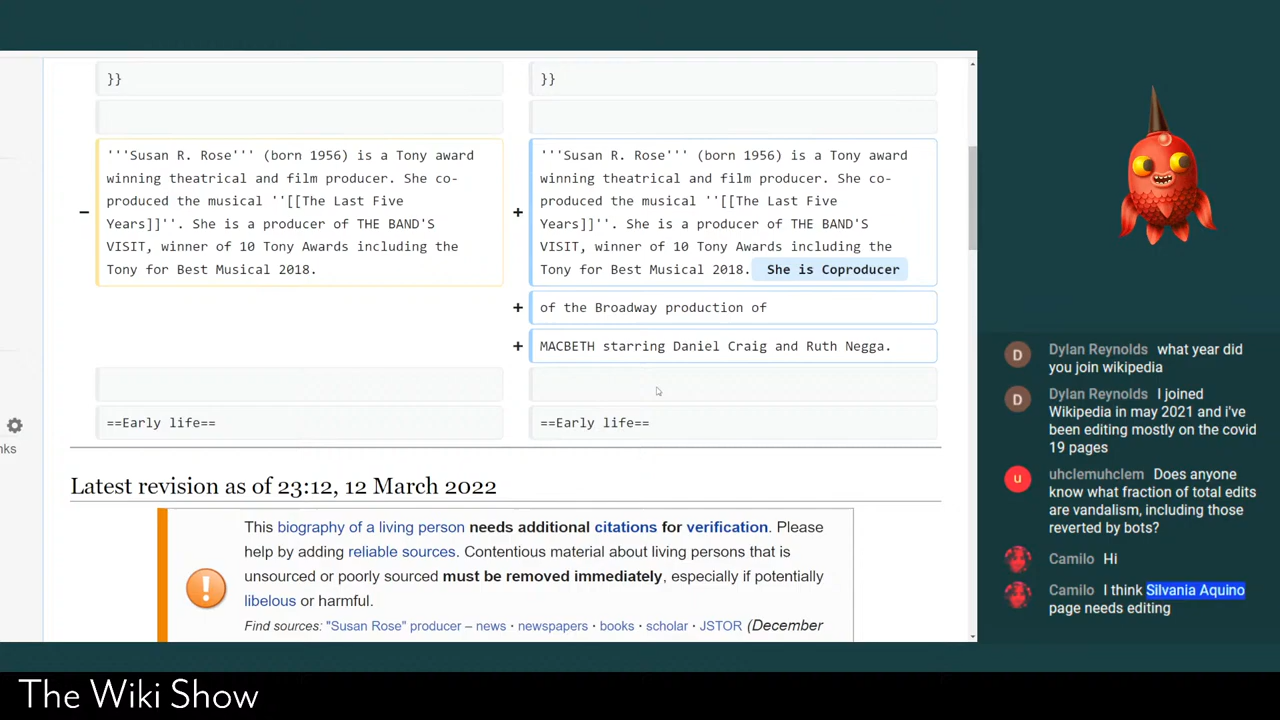 }}
}}
'''Susan R. Rose''' (born 1956) is a Tony award
winning theatrical and film producer. She co-
produced the musical ''[[The Last Five
Years]]''. She is a producer of THE BAND'S
VISIT, winner of 10 Tony Awards including the
Tony for Best Musical 2018.
−
+
'''Susan R. Rose''' (born 1956) is a Tony award
winning theatrical and film producer. She co-
produced the musical ''[[The Last Five
Years]]''. She is a producer of THE BAND'S
VISIT, winner of 10 Tony Awards including the
Tony for Best Musical 2018. She is Coproducer
+ of the Broadway production of
+ MACBETH starring Daniel Craig and Ruth Negga.
==Early life==
==Early life==
nks
Latest revision as of 23:12, 12 March 2022
This biography of a living person needs additional citations for verification. Please
help by adding reliable sources. Contentious material about living persons that is
unsourced or poorly sourced must be removed immediately, especially if potentially
libelous or harmful.
Find sources: "Susan Rose" producer – news · newspapers · books · scholar · JSTOR (December
D
Dylan Reynolds what year did
you join wikipedia
D
Dylan Reynolds I joined
Wikipedia in may 2021 and i've
been editing mostly on the covid
19 pages
u
uhclemuhclem Does anyone
know what fraction of total edits
are vandalism, including those
reverted by bots?
Camilo Hi
Camilo I think Silvania Aquino
page needs editing
The Wiki Show